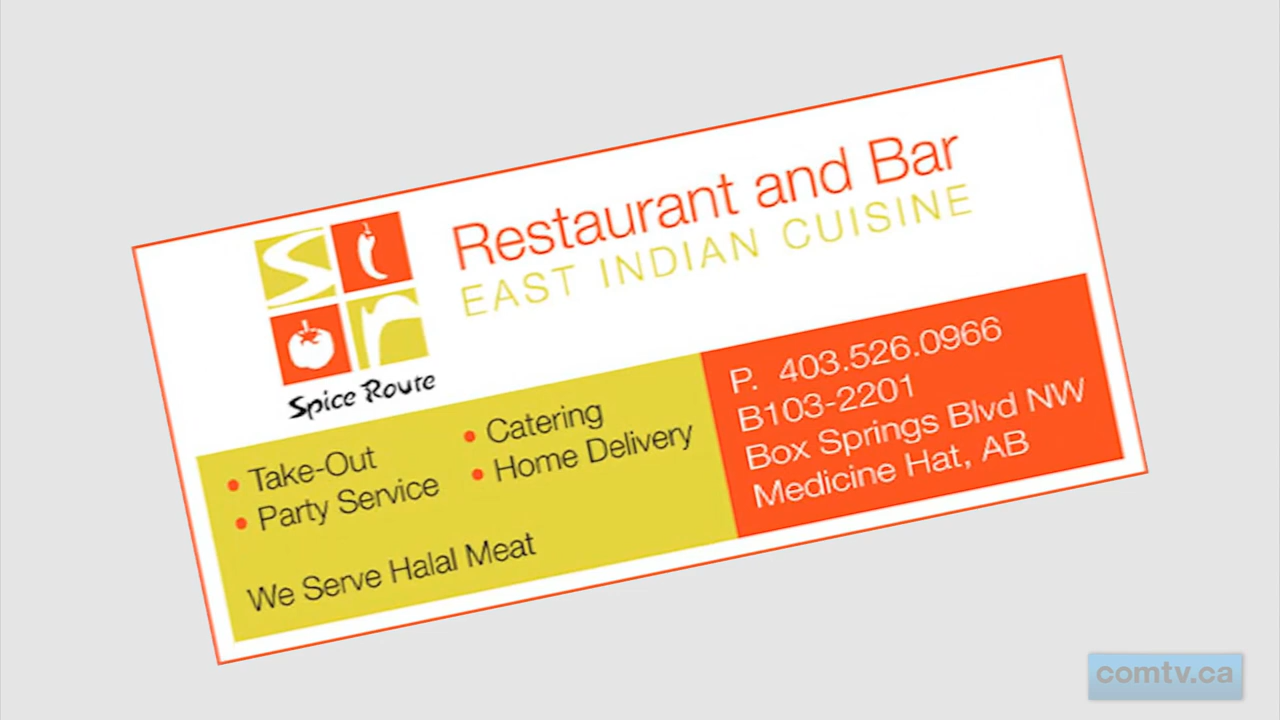 Restaurant and Bar
EAST INDIAN CUISINE
Spice Route
• Take-Out
• Party Service
• Catering
• Home Delivery
We Serve Halal Meat
P. 403.526.0966
B103-2201
Box Springs Blvd NW
Medicine Hat, AB
comtv.ca